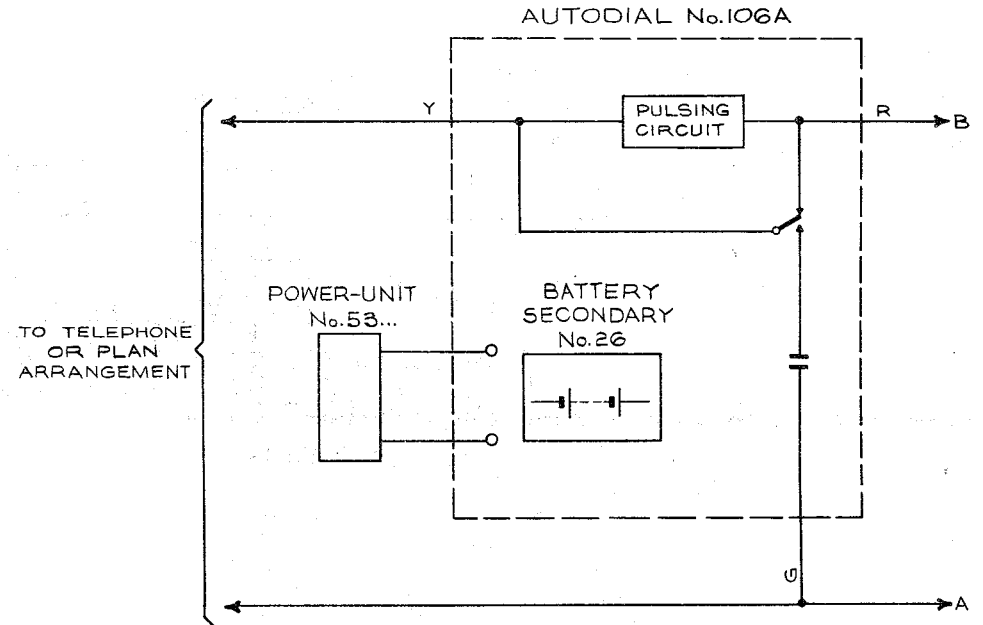 AUTODIAL No.106A
Y
PULSING
CIRCUIT
R
B
POWER-UNIT
No.53...
BATTERY
SECONDARY
No.26
TO TELEPHONE
OR PLAN
ARRANGEMENT
G
A